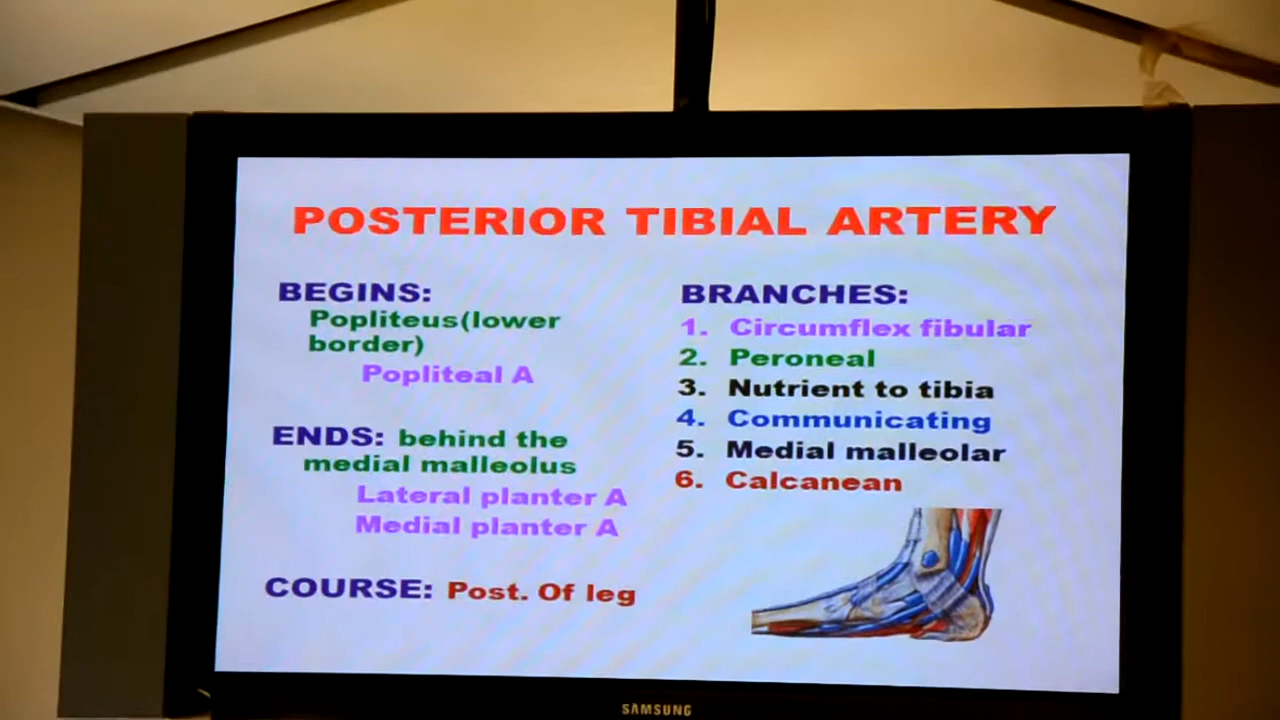 POSTERIOR TIBIAL ARTERY
BEGINS:
Popliteus(lower
border)
Popliteal A
ENDS: behind the
medial malleolus
Lateral planter A
Medial planter A
COURSE: Post. Of leg
BRANCHES:
1. Circumflex fibular
2. Peroneal
3. Nutrient to tibia
4. Communicating
5. Medial malleolar
6. Calcanean
SAMSUNG